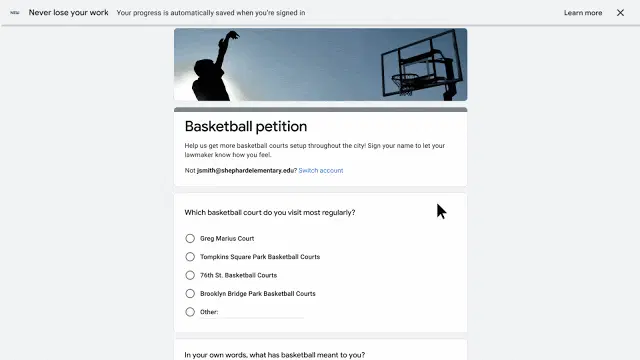 NEW Never lose your work Your progress is automatically saved when you're signed in Learn more
Basketball petition
Help us get more basketball courts setup throughout the city! Sign your name to let your
lawmaker know how you feel.
Not jsmith@shephardelementary.edu? Switch account
Which basketball court do you visit most regularly?
Greg Marius Court
Tompkins Square Park Basketball Courts
76th St. Basketball Courts
Brooklyn Bridge Park Basketball Courts
Other:
In your own words, what has basketball meant to you?